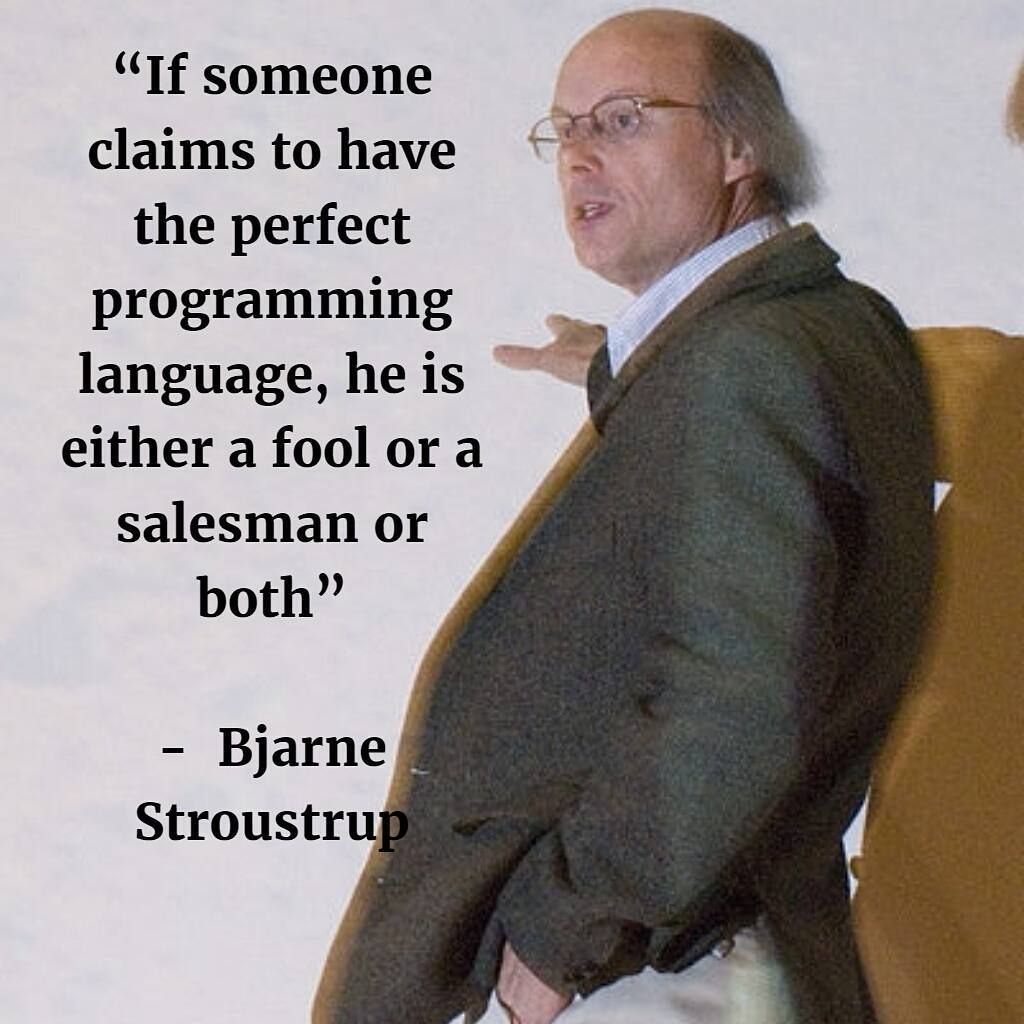 “If someone
claims to have
the perfect
programming
language, he is
either a fool or a
salesman or
both”
- Bjarne
Stroustrup